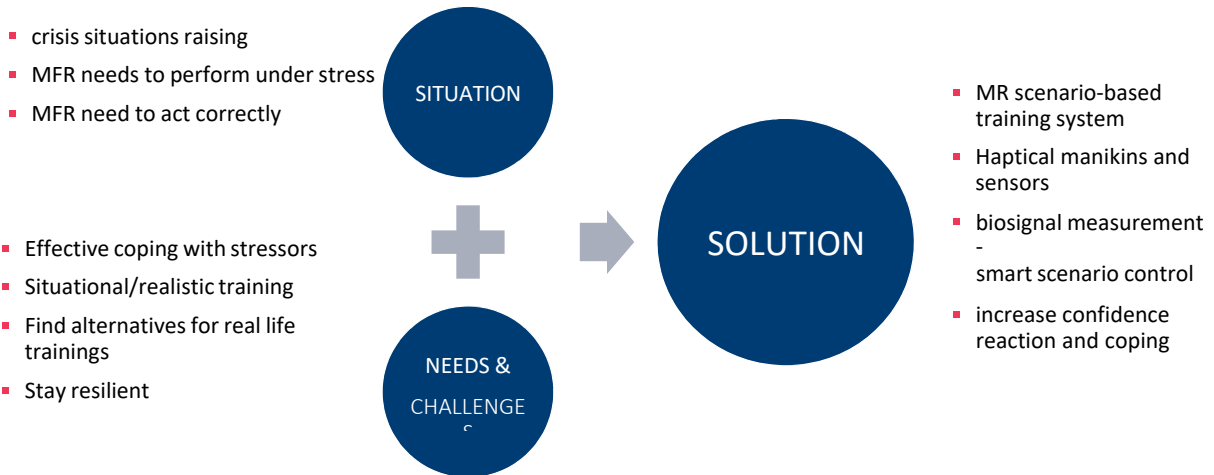 crisis situations raising
MFR needs to perform under stress
MFR need to act correctly
SITUATION
Effective coping with stressors
Situational/realistic training
Find alternatives for real life
trainings
Stay resilient
NEEDS &
CHALLENGE
S
SOLUTION
MR scenario-based
training system
Haptical manikins and
sensors
biosignal measurement
-
smart scenario control
increase confidence
reaction and coping